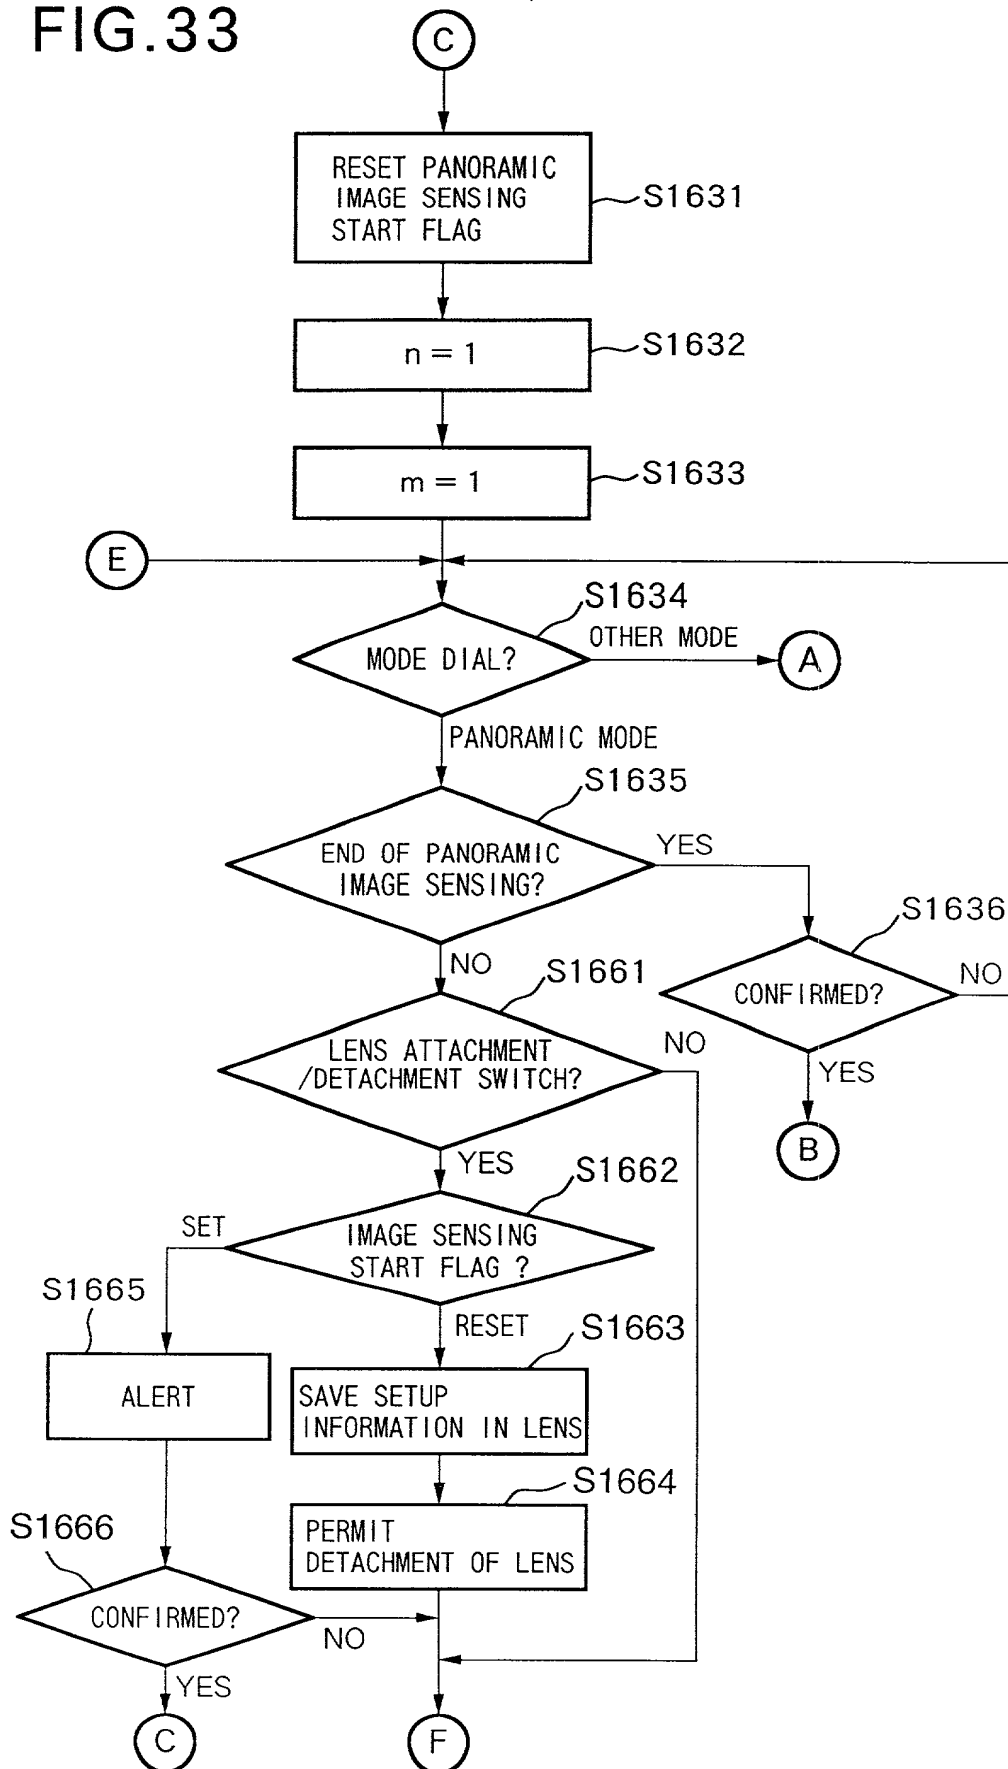 FIG.33
C
RESET PANORAMIC
IMAGE SENSING
START FLAG
S1631
n = 1
S1632
m = 1
S1633
E
S1634
MODE DIAL?
OTHER MODE
A
PANORAMIC MODE
S1635
END OF PANORAMIC
IMAGE SENSING?
YES
S1636
CONFIRMED?
NO
YES
B
NO
S1661
LENS ATTACHMENT
/DETACHMENT SWITCH?
NO
YES
S1662
IMAGE SENSING
START FLAG ?
SET
S1665
ALERT
RESET
S1663
SAVE SETUP
INFORMATION IN LENS
S1664
PERMIT
DETACHMENT OF LENS
S1666
CONFIRMED?
NO
YES
C
F